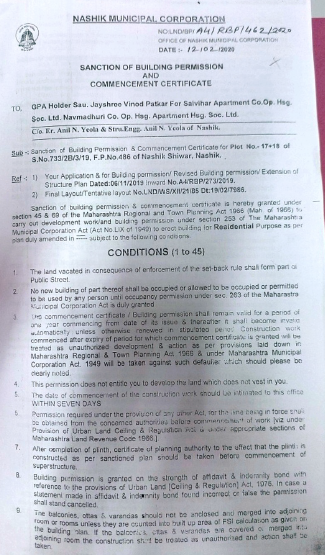 NASHIK MUNICIPAL CORPORATION
NO:LND/BP/ A4/RBP/462/2020
OFFICE OF NASHIK MUNICIPAL CORPORATION
DATE :- 12/02/2020
SANCTION OF BUILDING PERMISSION
AND
COMMENCEMENT CERTIFICATE
TO, GPA Holder Sau. Jayshree Vinod Patkar For Saivihar Apartment Co.Op. Hsg.
Soc. Ltd. Navmadhuri Co. Op. Hsg. Apartment Hsg. Soc. Ltd.
C/o. Er. Anil N. Yeola & Stru.Engg. Anil N. Yeola of Nashik.
Sub :- Sanction of Building Permission & Commencement Certificate for Plot No.- 17+18 of
S.No.733/2B/3/19, F.P.No.486 of Nashik Shiwar, Nashik.
Ref :- 1) Your Application & for Building permission/ Revised Building permission/ Extension of
Structure Plan Dated:06/11/2019 Inward No.A4/RBP/273/2019.
2) Final Layout/Tentative layout No.LND/WS/XII/21/85 Dt:19/02/1986.
Sanction of building permission & commencement certificate is hereby granted under
section 45 & 69 of the Maharashtra Regional and Town Planning Act 1966 (Mah. of 1966) to
carry out development work/and building permission under section 253 of The Maharashtra
Municipal Corporation Act (Act No.LIX of 1949) to erect building for Residential Purpose as per
plan duly amended in ------ subject to the following conditions.
CONDITIONS (1 to 45)
1. The land vacated in consequence of enforcement of the set-back rule shall form part of
Public Street.
2. No new building of part thereof shall be occupied or allowed to be occupied or permitted
to be used by any person until occupancy permission under sec. 263 of the Maharashtra
Municipal Corporation Act is duly granted
The commencement certificate / Building permission shall remain valid for a period of
one year commencing from date of its issue & thereafter it shall become invalid
automatically unless otherwise renewed in stipulated period. Construction work
commenced after expiry of period for which commencement certificate is granted will be
treated as unauthorised development & action as per provisions laid down in
Maharashtra Regional & Town Planning Act 1966 & under Maharashtra Municipal
Corporation Act. 1949 will be taken against such defaulter which should please be
clearly noted.
4. This permission does not entitle you to develop the land which does not vest in you.
5. The date of commencement of the construction work should be intimated to this office
WITHIN SEVEN DAYS
6. Permission required under the provision of any other Act, for the time being in force shall
be obtained from the concerned authorities before commencement of work [viz under
Provision of Urban Land Ceiling & Regulation Act & under appropriate sections of
Maharashtra Land Revenue Code 1966.]
7. After completion of plinth, certificate of planning authority to the effect that the plinth is
constructed as per sanctioned plan should be taken before commencement of
superstructure.
8. Building permission is granted on the strength of affidavit & indemnity bond with
reference to the provisions of Urban Land [Ceiling & Regulation] Act, 1976. In case a
statement made in affidavit & indemnity bond found incorrect or false the permission
shall stand cancelled.
9. The balconies, ottas & varandas should not be enclosed and merged into adjoining
room or rooms unless they are counted into built up area of FSI calculation as given on
the building plan. If the balconies, ottas & varandas are covered or merged into
adjoining room the construction shall be treated as unauthorised and action shall be
taken.